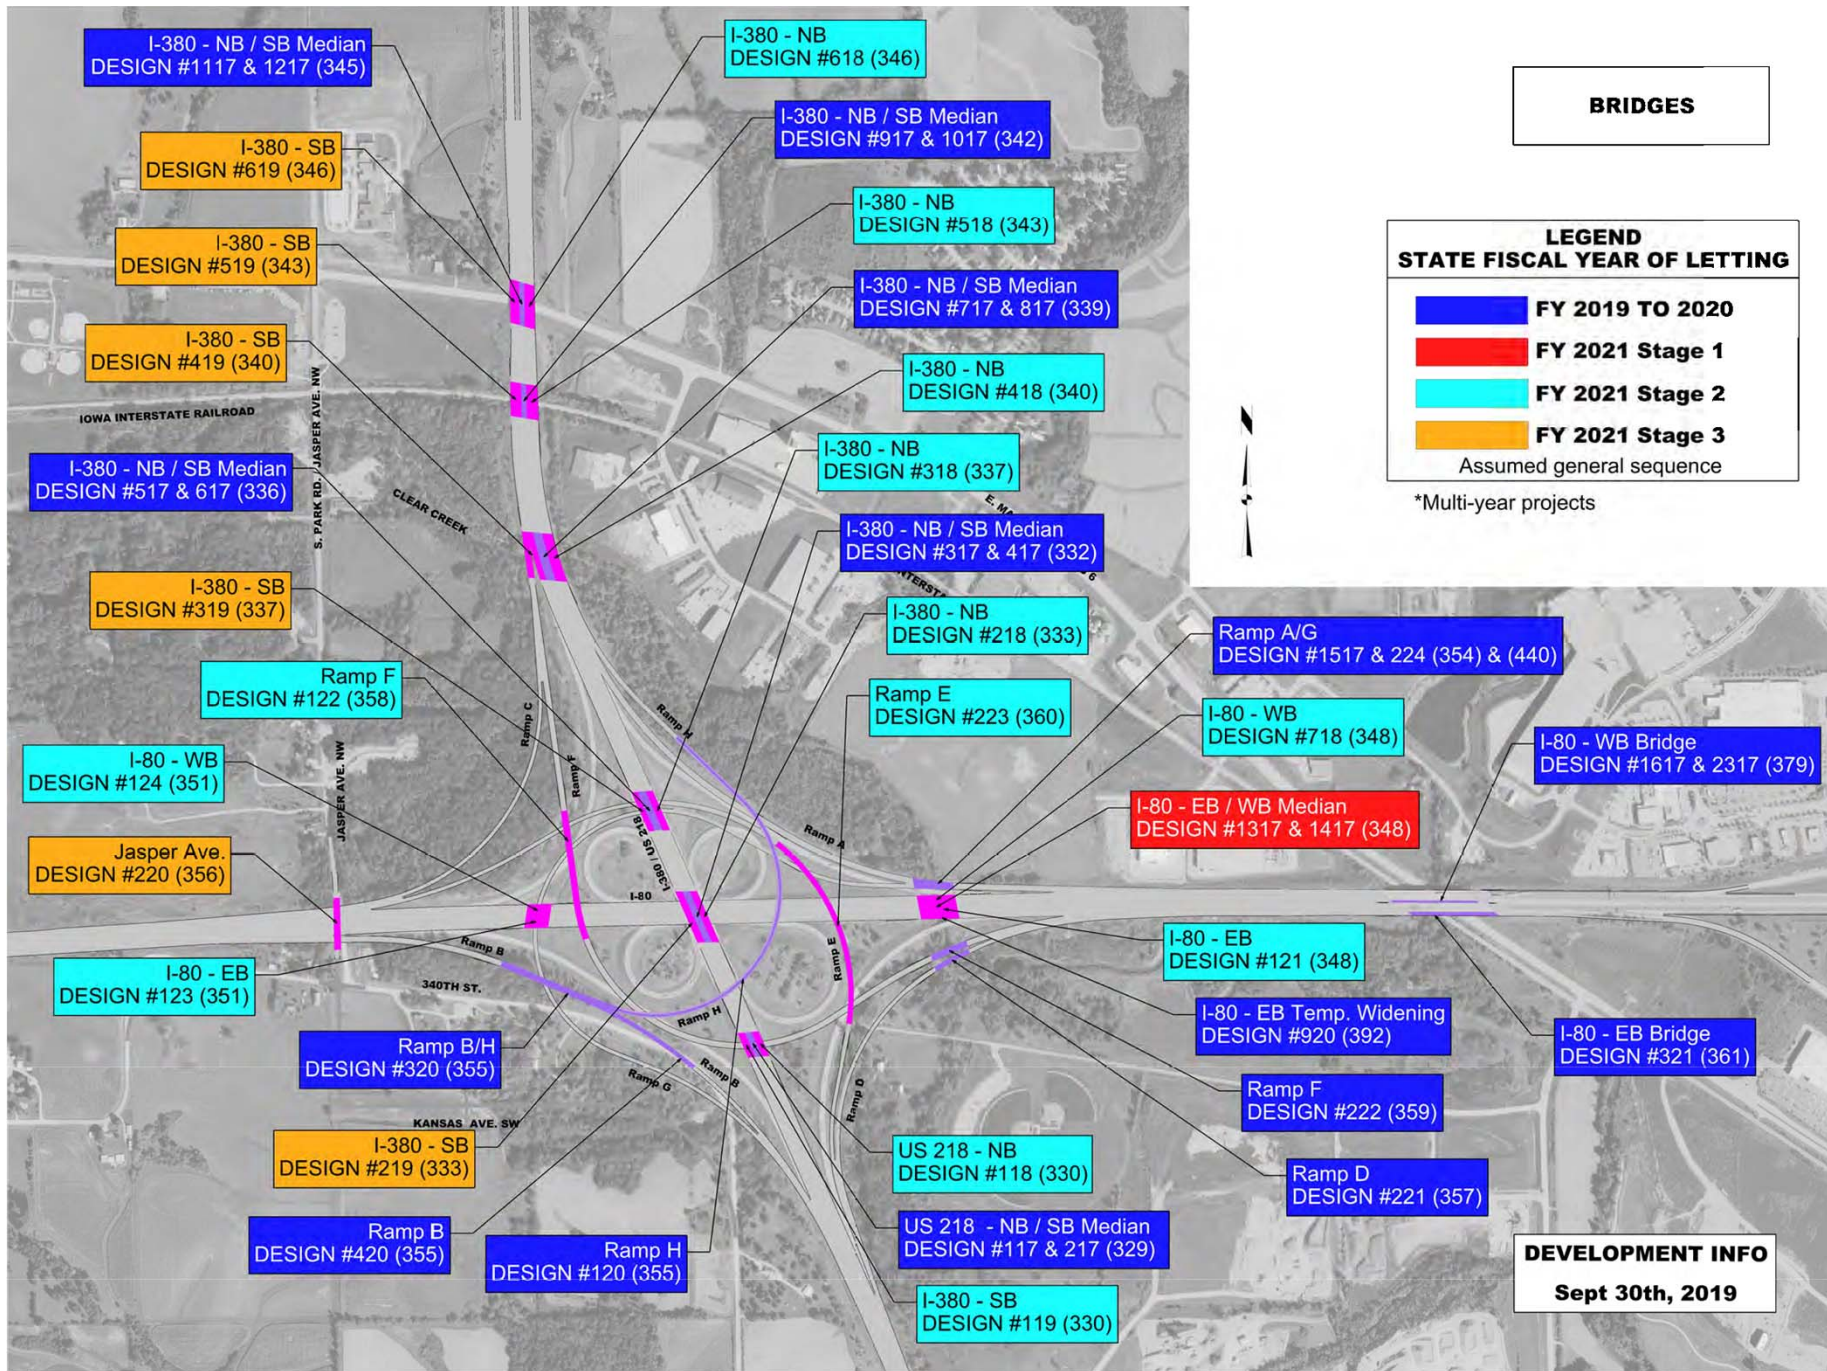 I-380 - NB / SB Median
DESIGN #1117 & 1217 (345)
I-380 - NB
DESIGN #618 (346)
BRIDGES
I-380 - NB / SB Median
DESIGN #917 & 1017 (342)
I-380 - SB
DESIGN #619 (346)
I-380 - NB
DESIGN #518 (343)
I-380 - SB
DESIGN #519 (343)
LEGEND
STATE FISCAL YEAR OF LETTING
FY 2019 TO 2020
FY 2021 Stage 1
FY 2021 Stage 2
FY 2021 Stage 3
Assumed general sequence
*Multi-year projects
I-380 - NB / SB Median
DESIGN #717 & 817 (339)
I-380 - SB
DESIGN #419 (340)
I-380 - NB
DESIGN #418 (340)
IOWA INTERSTATE RAILROAD
S. PARK RD. JASPER AVE. NW
I-380 - NB
DESIGN #318 (337)
I-380 - NB / SB Median
DESIGN #517 & 617 (336)
CLEAR CREEK
E.
6
I-380 - NB / SB Median
DESIGN #317 & 417 (332)
I-380 - SB
DESIGN #319 (337)
I-380 - NB
DESIGN #218 (333)
Ramp A/G
DESIGN #1517 & 224 (354) & (440)
Ramp F
DESIGN #122 (358)
Ramp E
DESIGN #223 (360)
Ramp C
Ramp H
I-80 - WB
DESIGN #718 (348)
I-80 - WB Bridge
DESIGN #1617 & 2317 (379)
I-80 - WB
DESIGN #124 (351)
Ramp F
JASPER AVE. NW
I-380 / US 218
Ramp A
I-80 - EB / WB Median
DESIGN #1317 & 1417 (348)
Jasper Ave.
DESIGN #220 (356)
I-80
Ramp B
Ramp E
I-80 - EB
DESIGN #121 (348)
I-80 - EB
DESIGN #123 (351)
340TH ST.
Ramp H
I-80 - EB Temp. Widening
DESIGN #920 (392)
I-80 - EB Bridge
DESIGN #321 (361)
Ramp B/H
DESIGN #320 (355)
Ramp G
Ramp B
Ramp D
Ramp F
DESIGN #222 (359)
KANSAS AVE. SW
I-380 - SB
DESIGN #219 (333)
US 218 - NB
DESIGN #118 (330)
Ramp D
DESIGN #221 (357)
Ramp B
DESIGN #420 (355)
Ramp H
DESIGN #120 (355)
US 218 - NB / SB Median
DESIGN #117 & 217 (329)
I-380 - SB
DESIGN #119 (330)
DEVELOPMENT INFO
Sept 30th, 2019